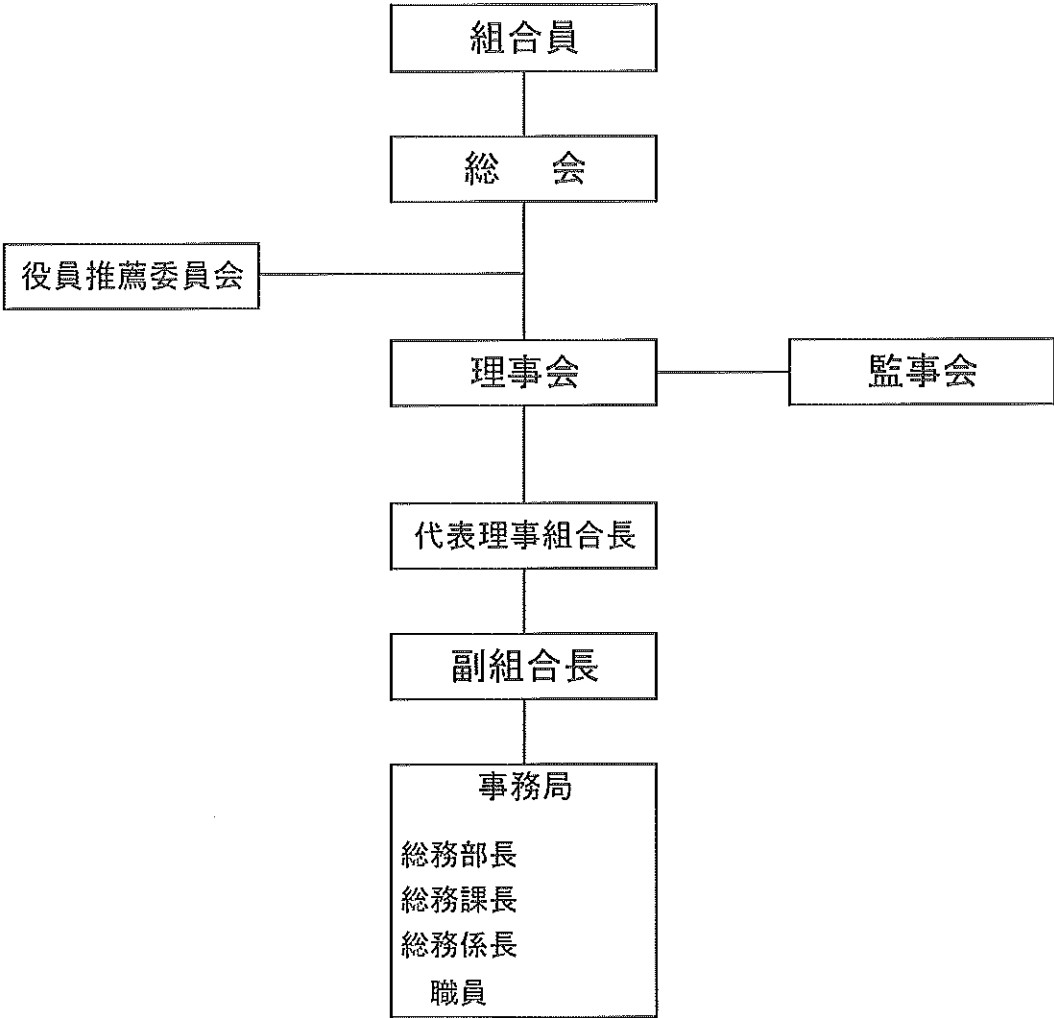 組合員
総　会
役員推薦委員会
理事会
監事会
代表理事組合長
副組合長
事務局
総務部長
総務課長
総務係長
職員